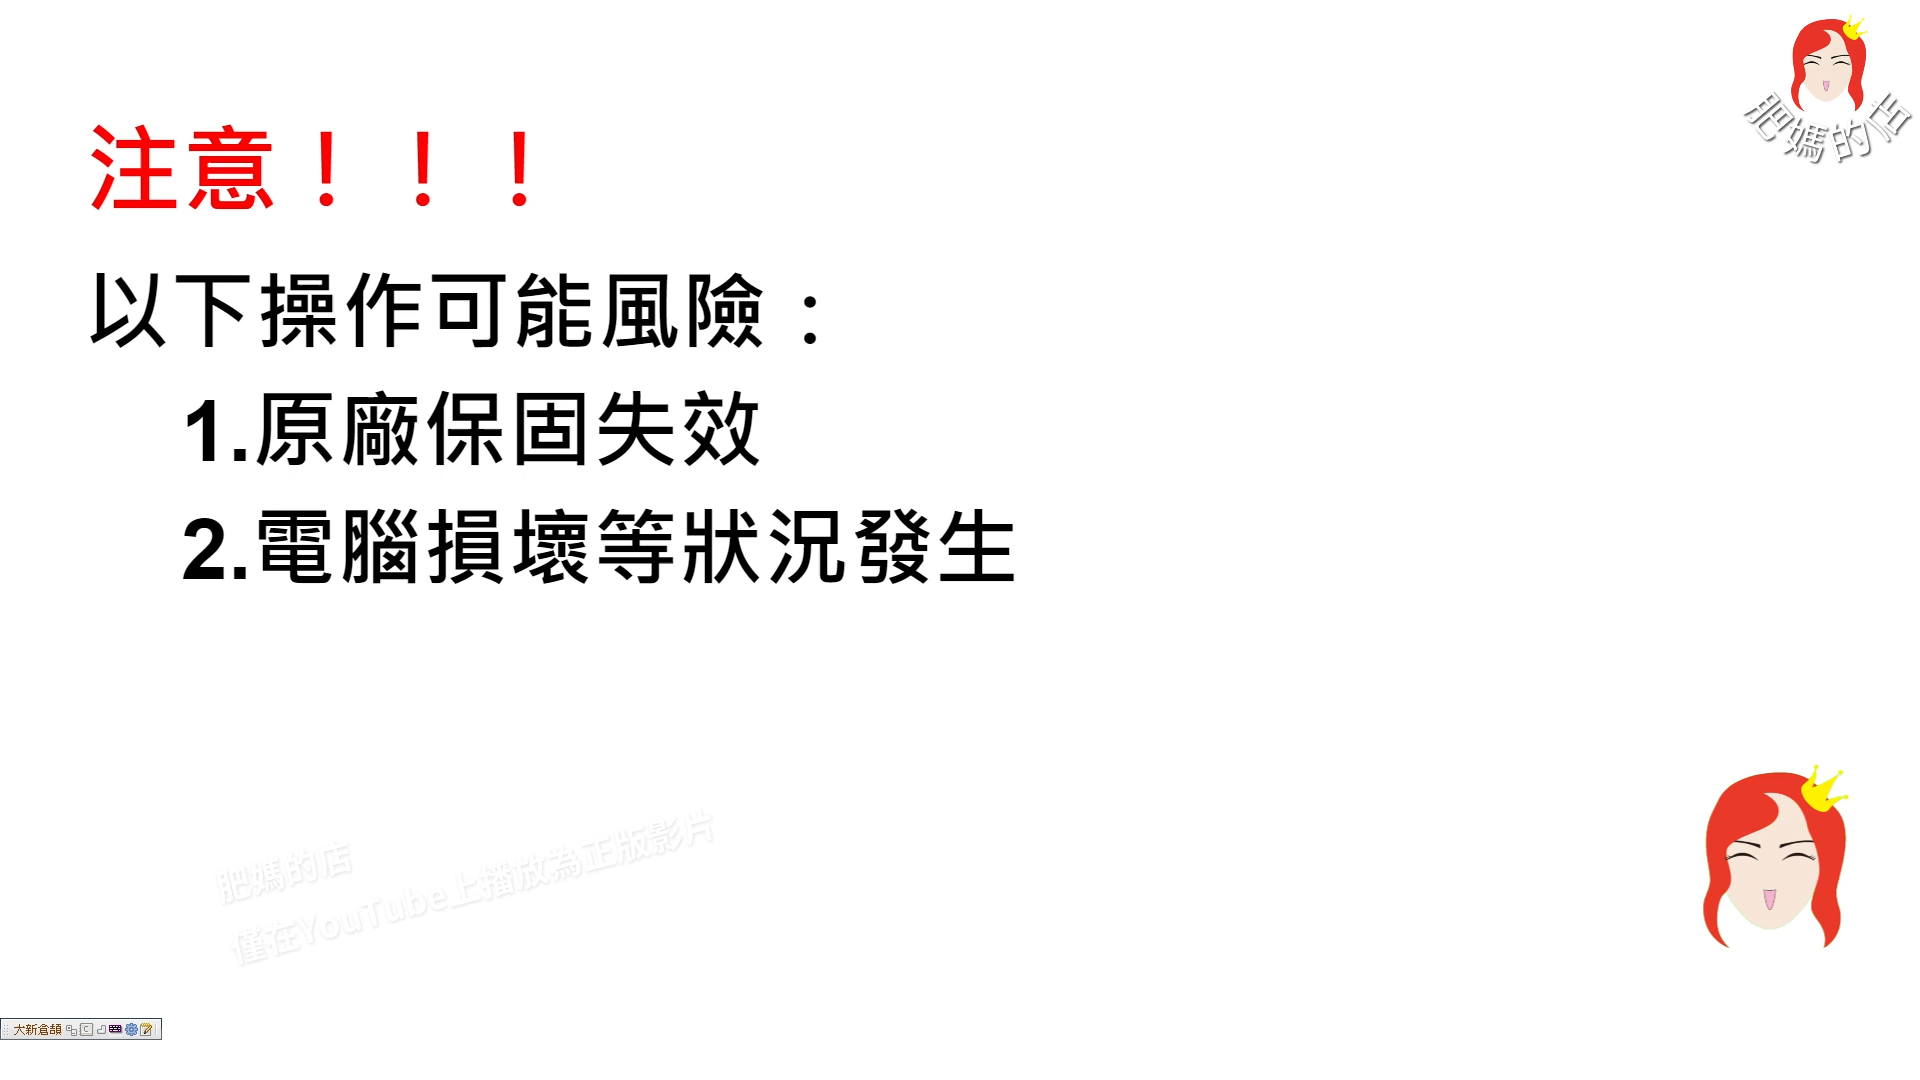 肥媽的店
注意！！！
以下操作可能風險：
1.原廠保固失效
2.電腦損壞等狀況發生
肥媽的店
僅在YouTube上播放為正版影片
大新倉頡